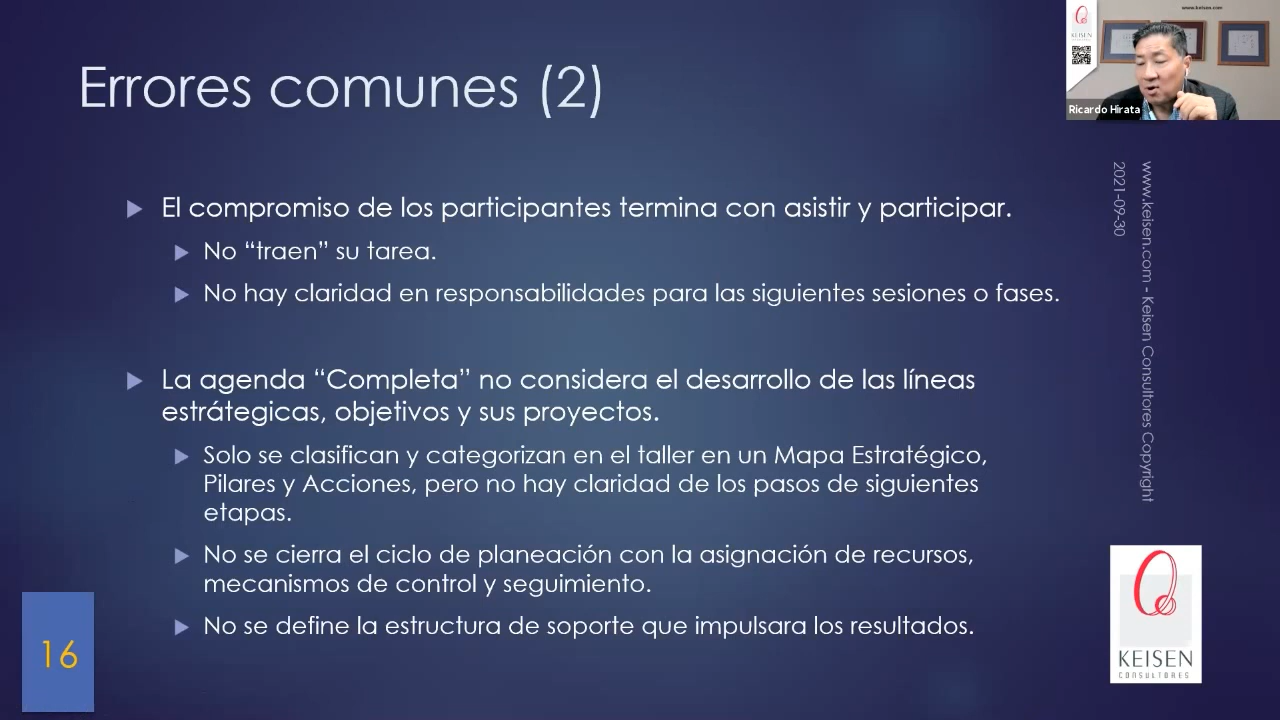 Errores comunes (2)
www.keisen.com
KEISEN
Ricardo Hirata
El compromiso de los participantes termina con asistir y participar.
No “traen” su tarea.
No hay claridad en responsabilidades para las siguientes sesiones o fases.
La agenda “Completa” no considera el desarrollo de las líneas
estrátegicas, objetivos y sus proyectos.
Solo se clasifican y categorizan en el taller en un Mapa Estratégico,
Pilares y Acciones, pero no hay claridad de los pasos de siguientes
etapas.
No se cierra el ciclo de planeación con la asignación de recursos,
mecanismos de control y seguimiento.
No se define la estructura de soporte que impulsara los resultados.
www.keisen.com - Keisen Consultores Copyright
2021-09-30
16
KEISEN
CONSULTORES